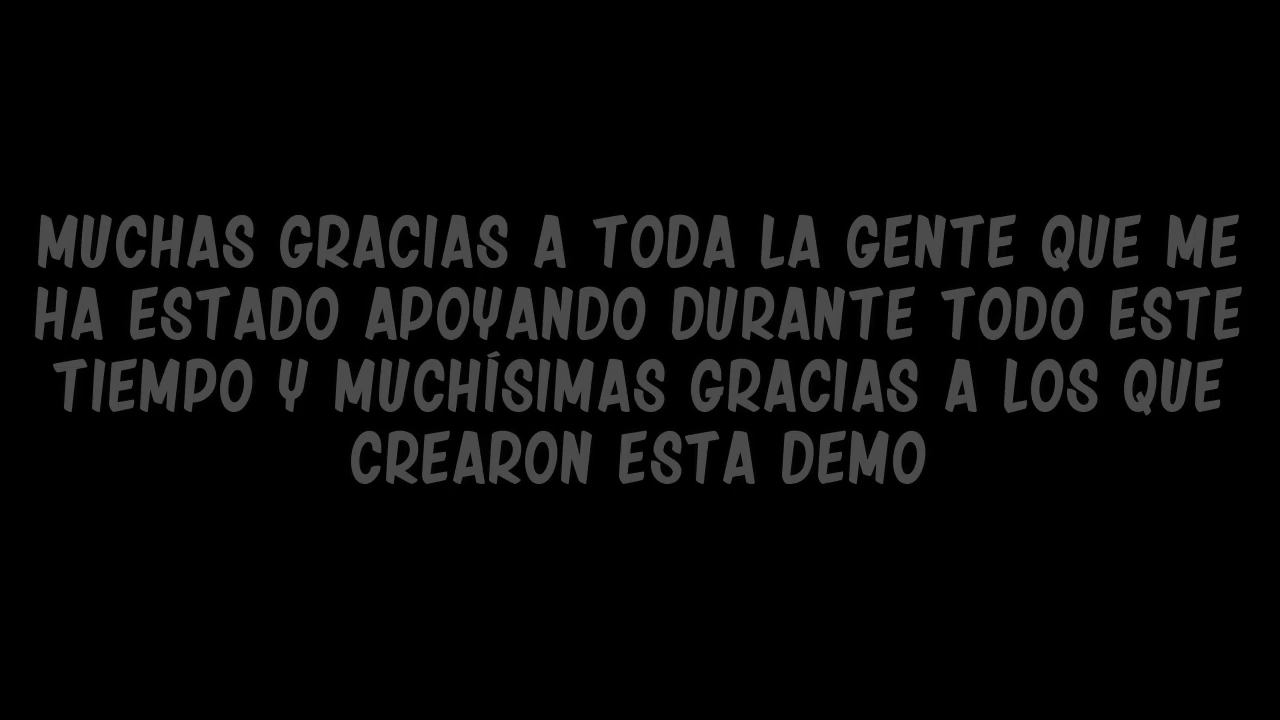 MUCHAS GRACIAS A TODA LA GENTE QUE ME
HA ESTADO APOYANDO DURANTE TODO ESTE
TIEMPO Y MUCHÍSIMAS GRACIAS A LOS QUE
CREARON ESTA DEMO